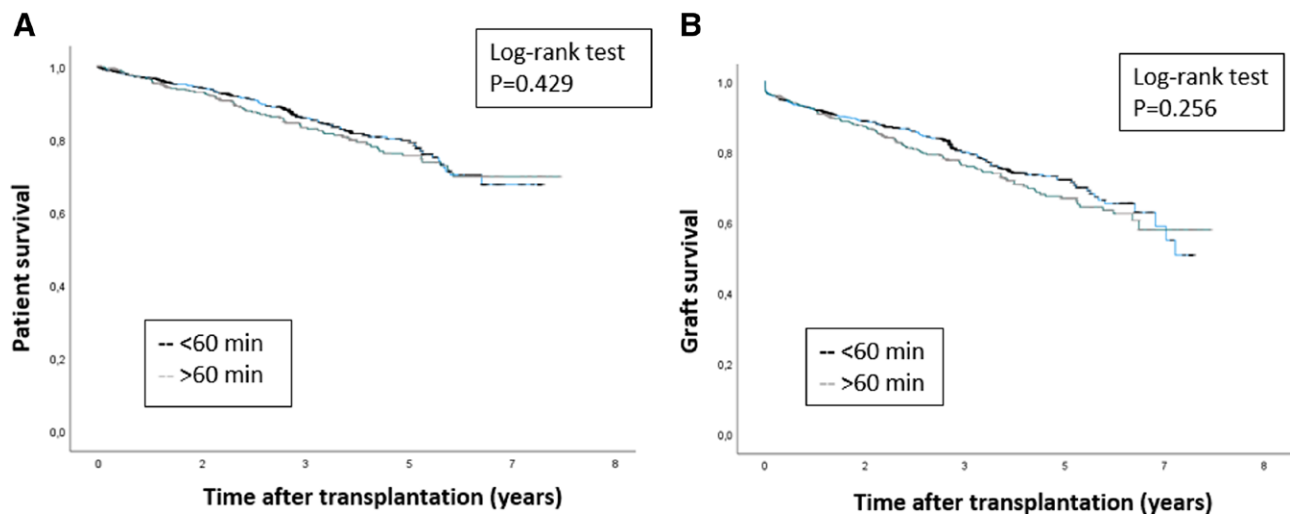 A
Log-rank test
P=0.429
1,0
0,8
0,6
0,4
0,2
0,0
Patient survival
-- <60 min
-- >60 min
0 2 3 5 7 8
Time after transplantation (years)
B
Log-rank test
P=0.256
1,0
0,8
0,6
0,4
0,2
0,0
Graft survival
-- <60 min
-- >60 min
0 2 3 5 7 8
Time after transplantation (years)